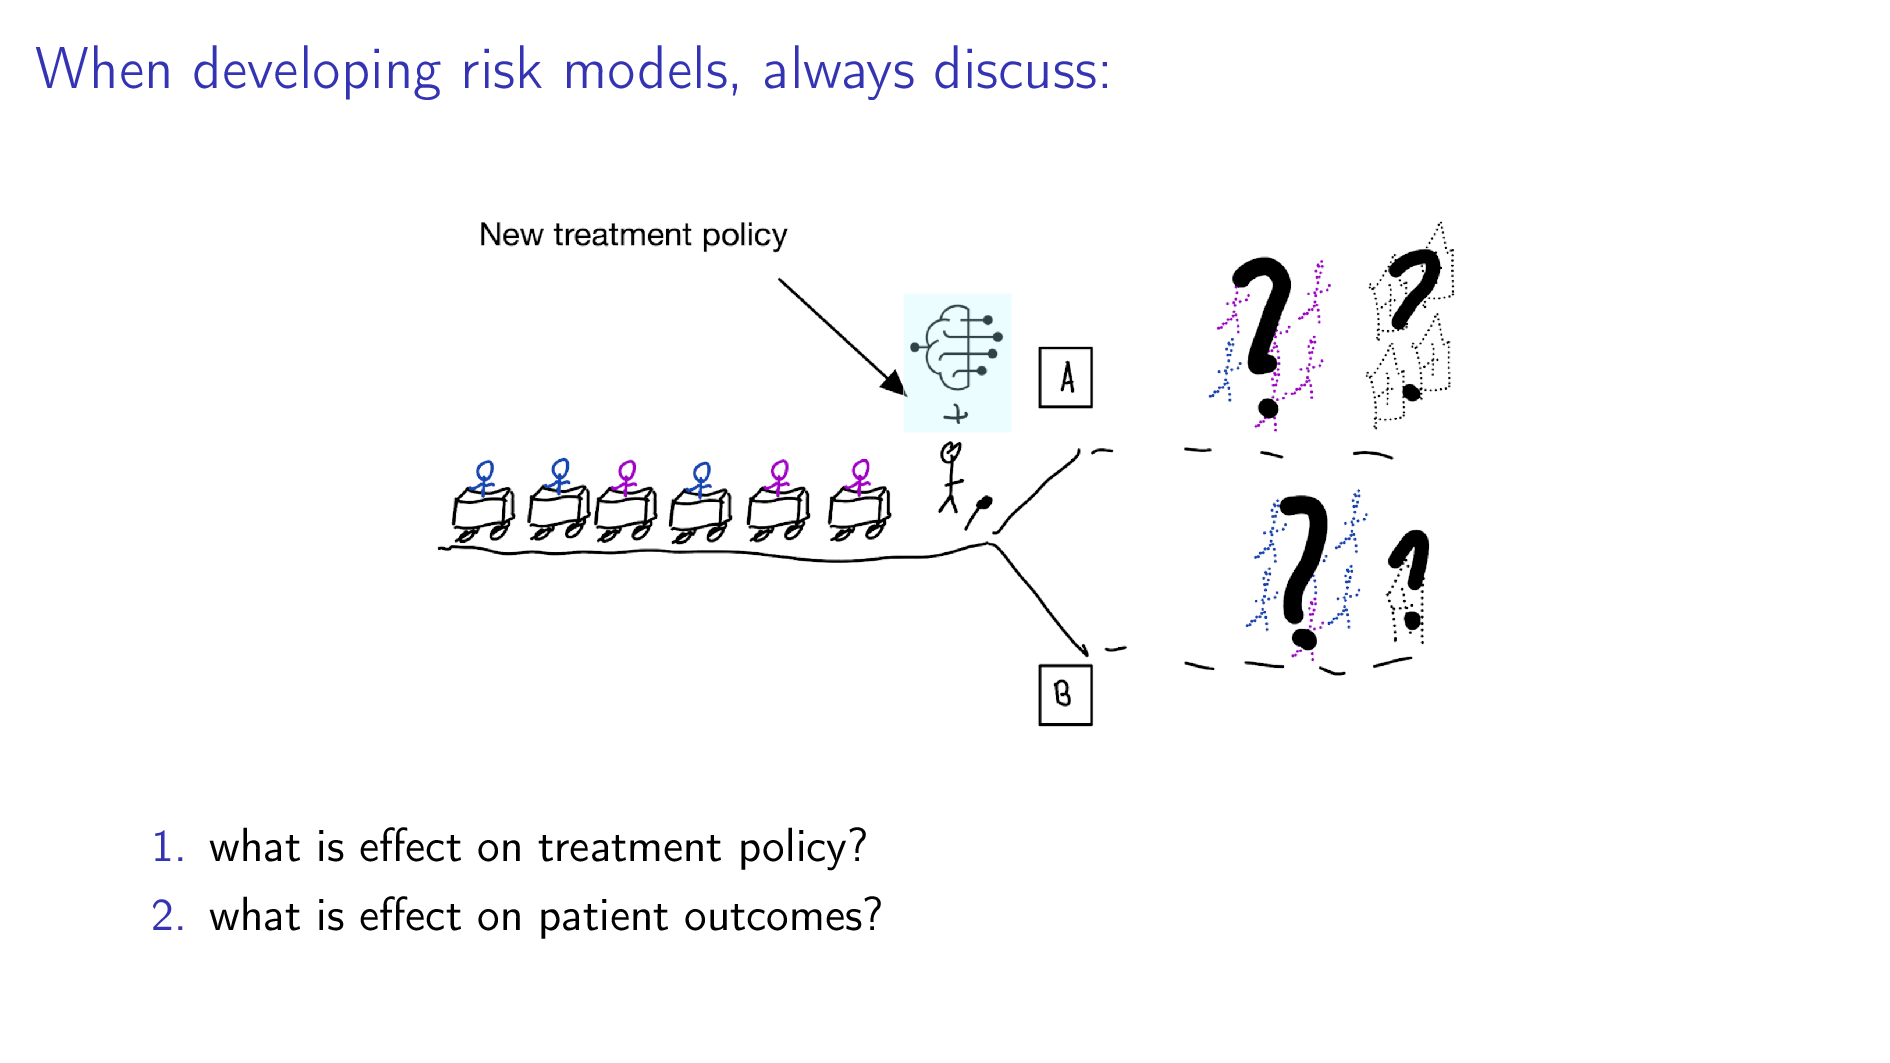 When developing risk models, always discuss:
New treatment policy
+
A
?
?
?
?
B
1. what is effect on treatment policy?
2. what is effect on patient outcomes?